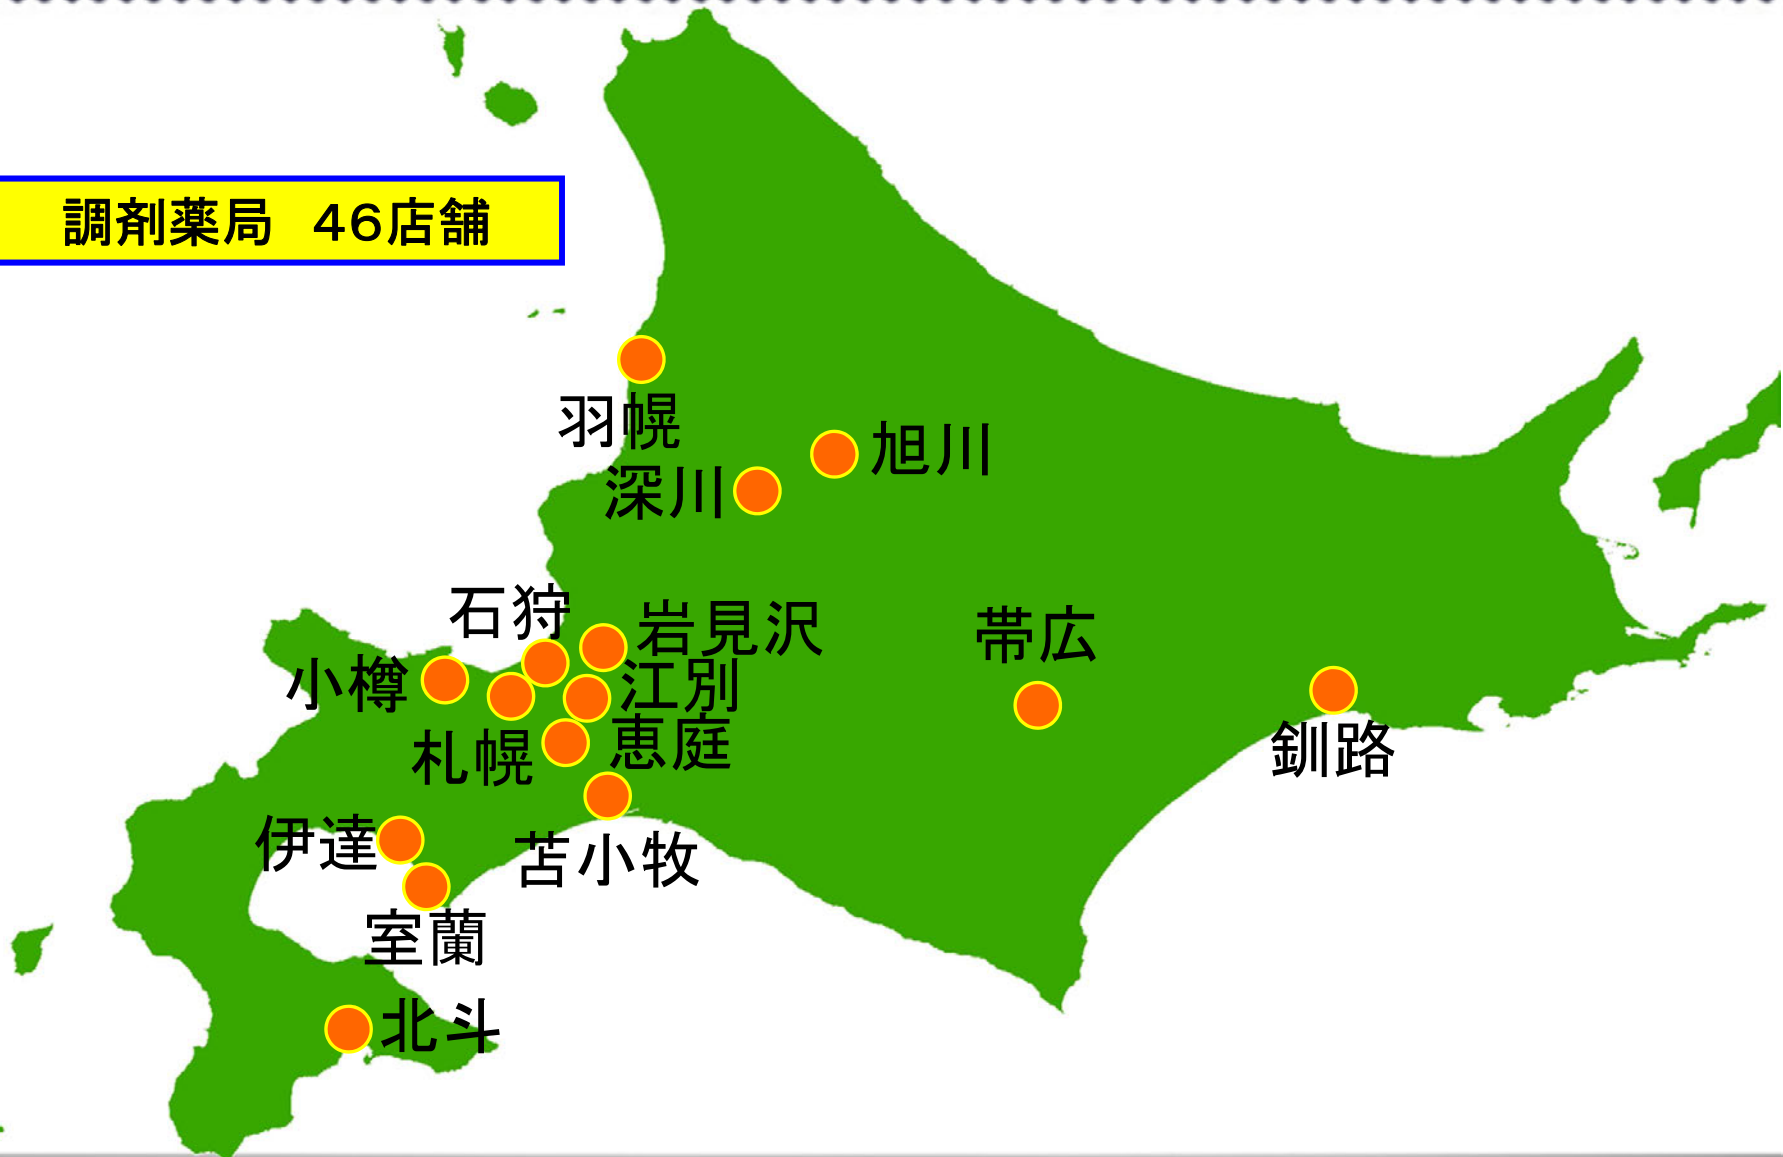 調剤薬局　46店舗
羽幌
旭川
深川
石狩
岩見沢
帯広
小樽
江別
恵庭
札幌
釧路
伊達
苫小牧
室蘭
北斗